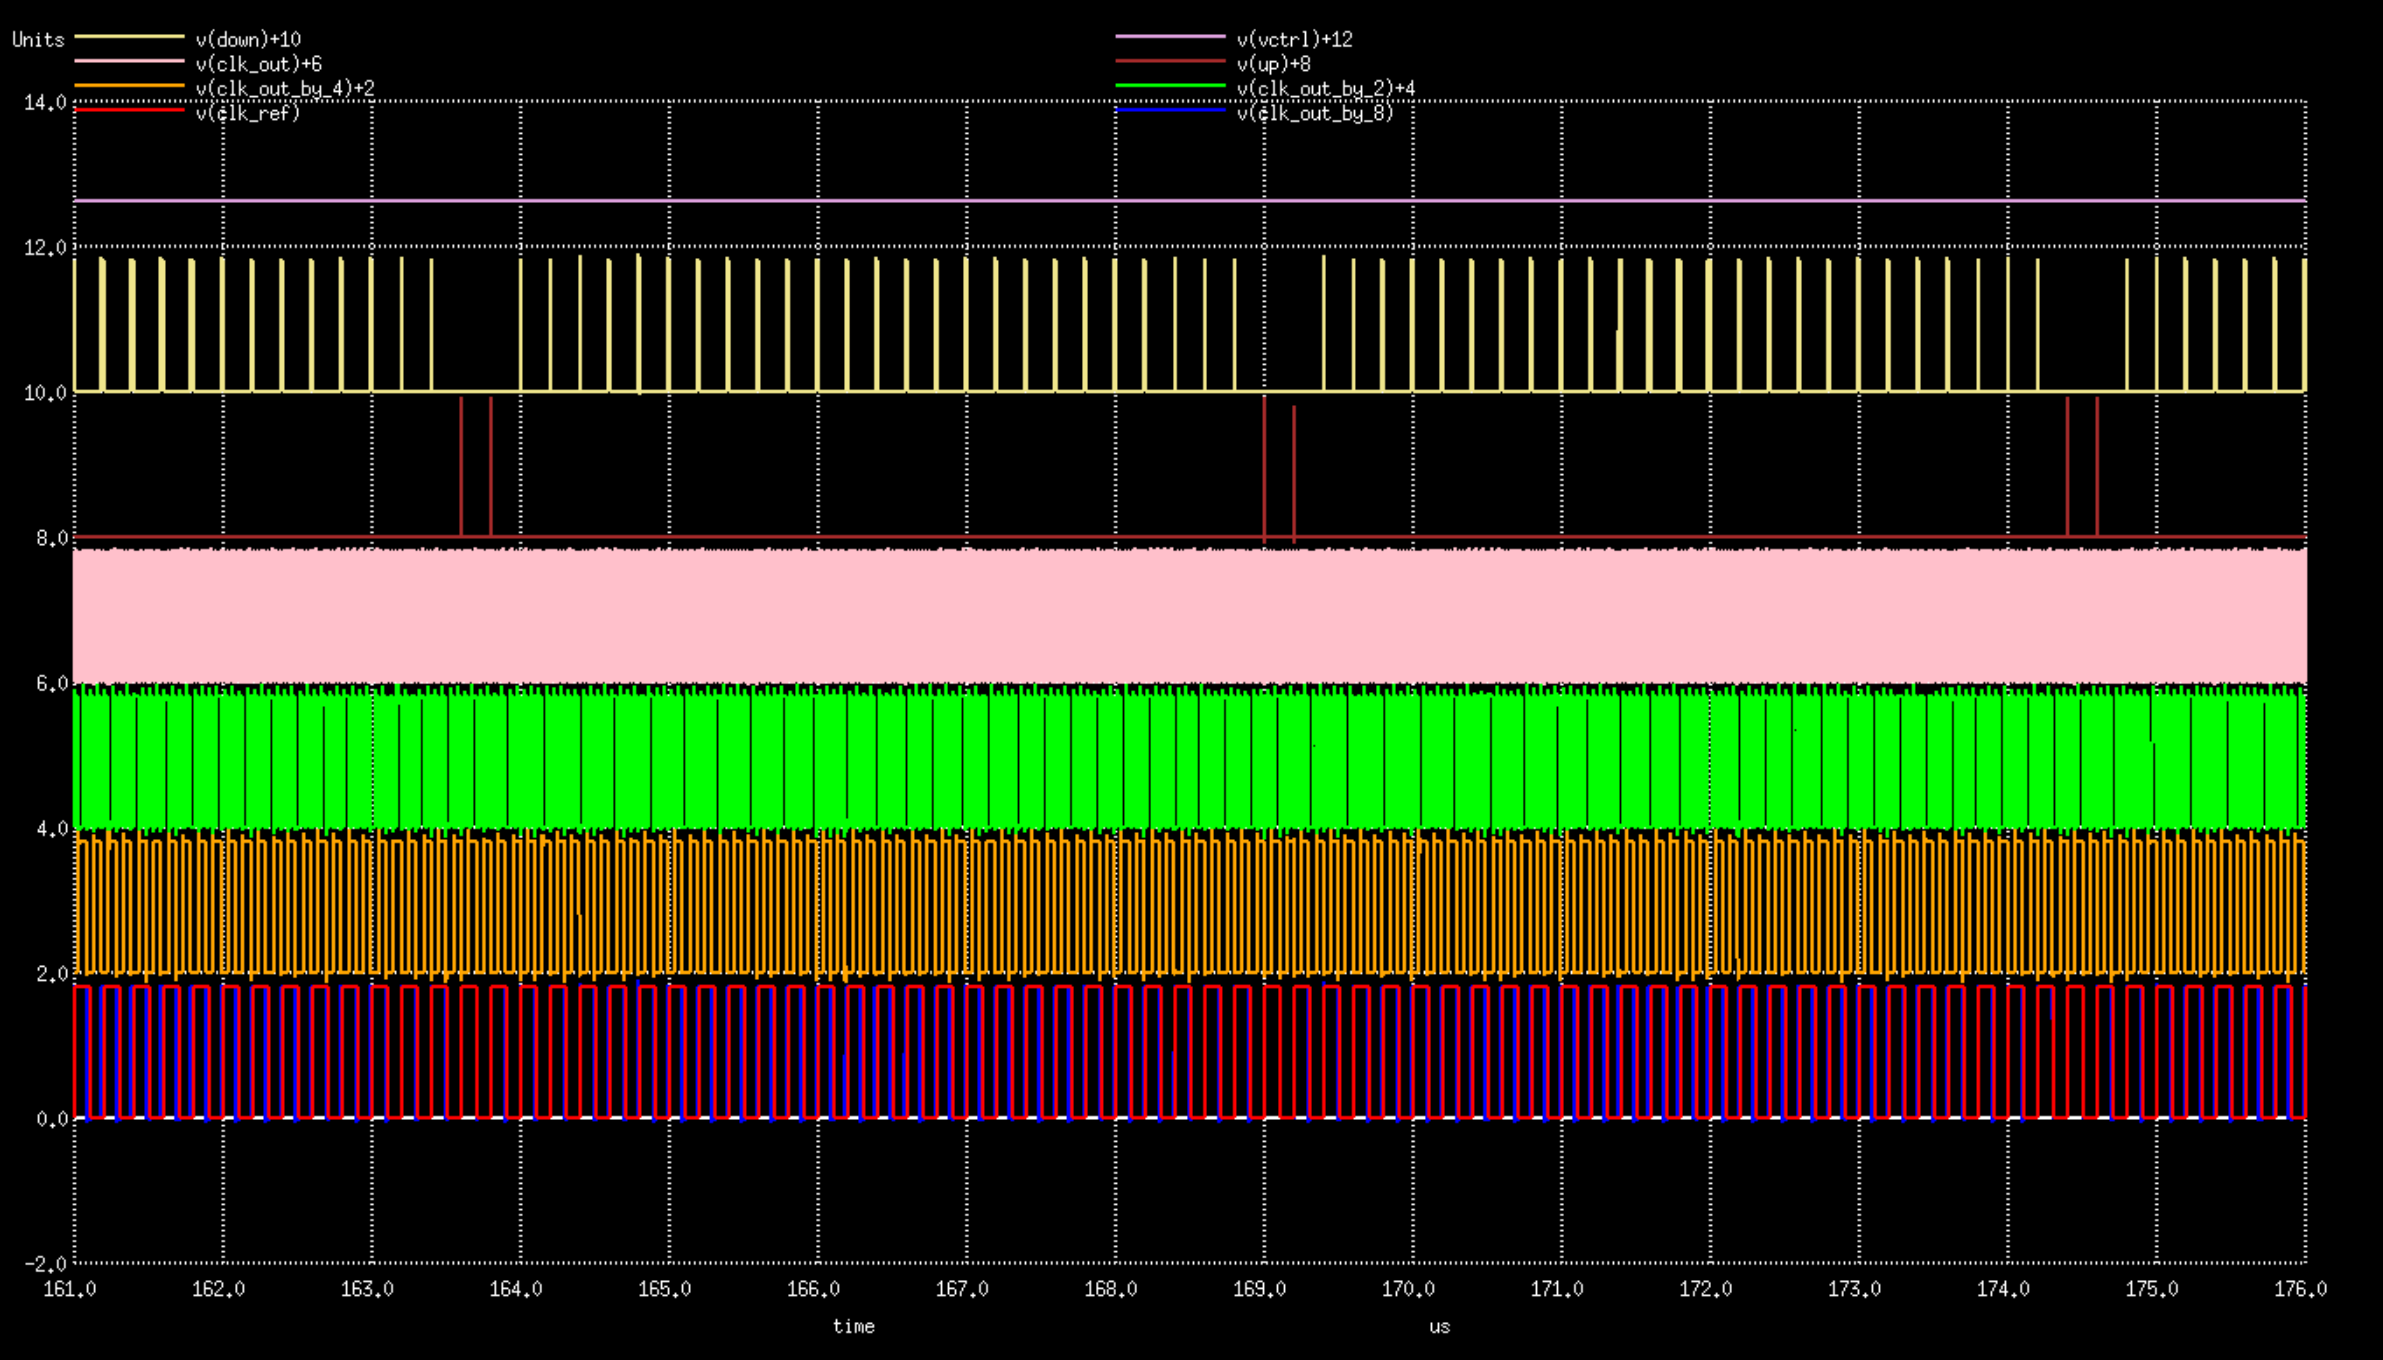 Units v(down)+10 v(vctrl)+12
v(clk_out)+6 v(up)+8
v(clk_out_by_4)+2 v(clk_out_by_2)+4
14.0 v(clk_ref) v(clk_out_by_8)
12.0
10.0
8.0
6.0
4.0
2.0
0.0
-2.0
161.0 162.0 163.0 164.0 165.0 166.0 167.0 168.0 169.0 170.0 171.0 172.0 173.0 174.0 175.0 176.0
time us